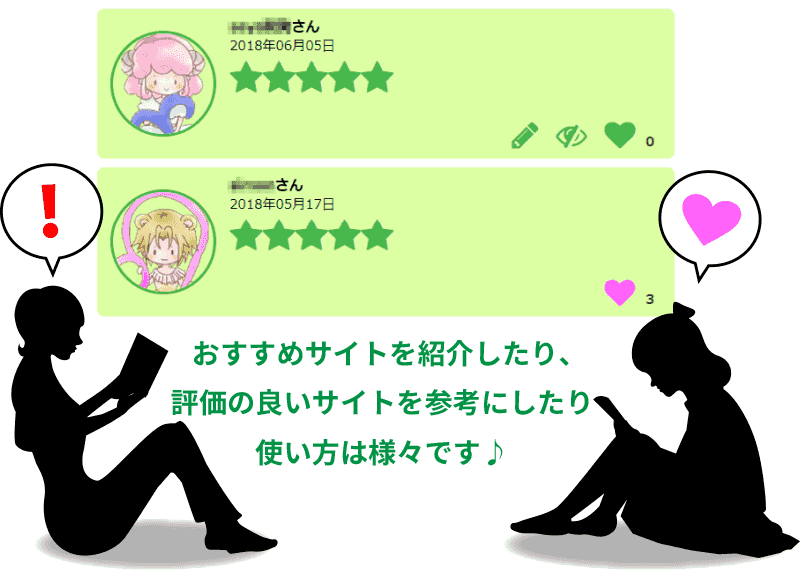 さん
2018年06月05日
0
さん
2018年05月17日
3
!
おすすめサイトを紹介したり、
評価の良いサイトを参考にしたり
使い方は様々です♪